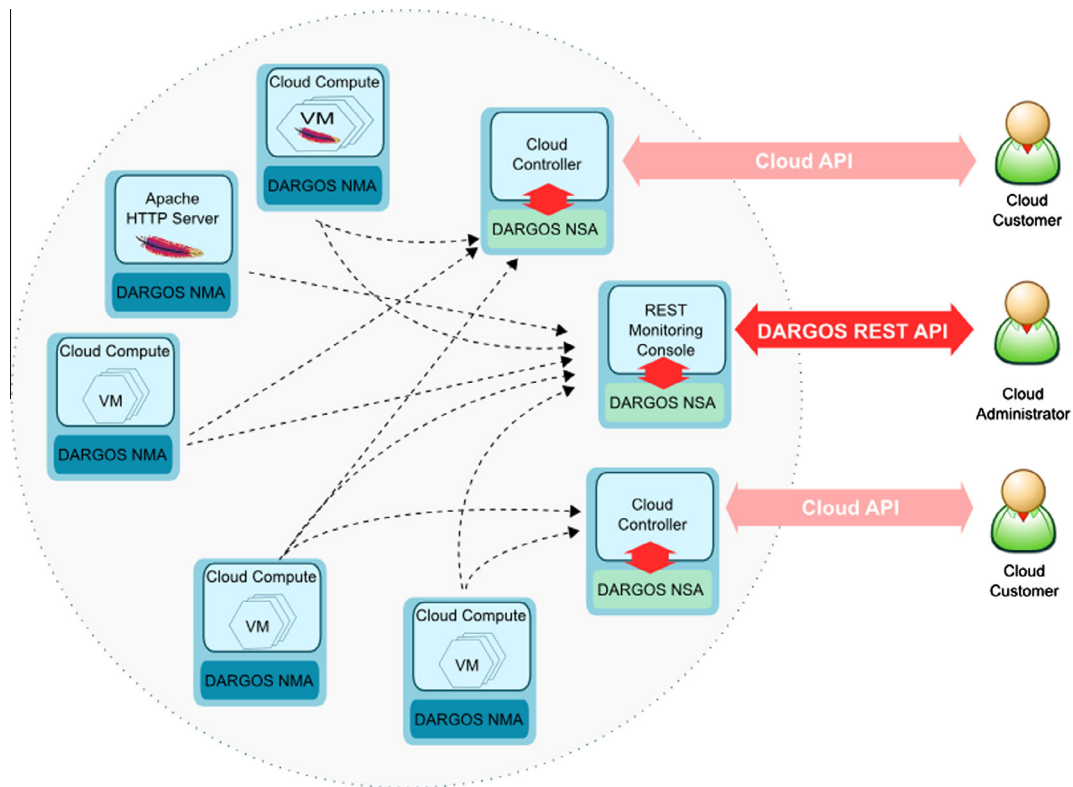 Cloud Compute
VM
DARGOS NMA
Apache
HTTP Server
DARGOS NMA
Cloud Compute
VM
DARGOS NMA
Cloud Compute
VM
DARGOS NMA
Cloud Compute
VM
DARGOS NMA
Cloud
Controller
DARGOS NSA
Cloud API
Cloud
Customer
REST
Monitoring
Console
DARGOS NSA
DARGOS REST API
Cloud
Administrator
Cloud
Controller
DARGOS NSA
Cloud API
Cloud
Customer